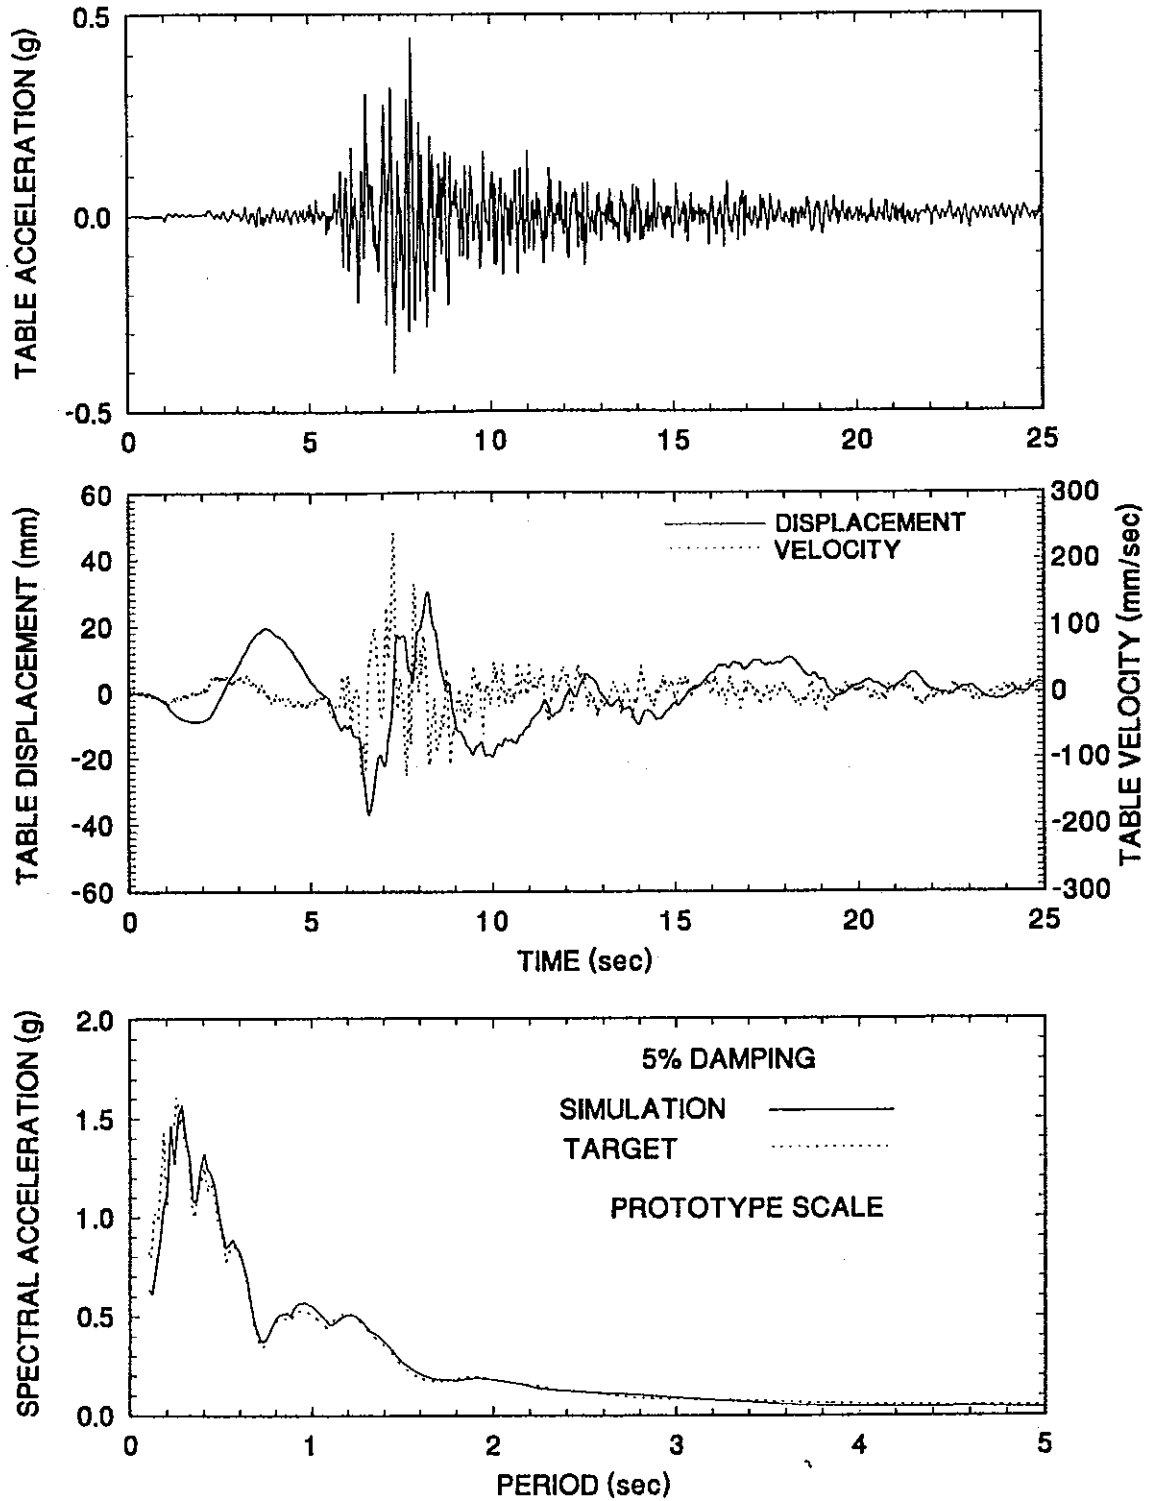 TABLE ACCELERATION (g)
0.5
0.0
-0.5
0 5 10 15 20 25
TABLE DISPLACEMENT (mm)
60
40
20
0
-20
-40
-60
DISPLACEMENT
VELOCITY
300
200
100
0
-100
-200
-300
TABLE VELOCITY (mm/sec)
0 5 10 15 20 25
TIME (sec)
SPECTRAL ACCELERATION (g)
2.0
1.5
1.0
0.5
0.0
5% DAMPING
SIMULATION
TARGET
PROTOTYPE SCALE
0 1 2 3 4 5
PERIOD (sec)